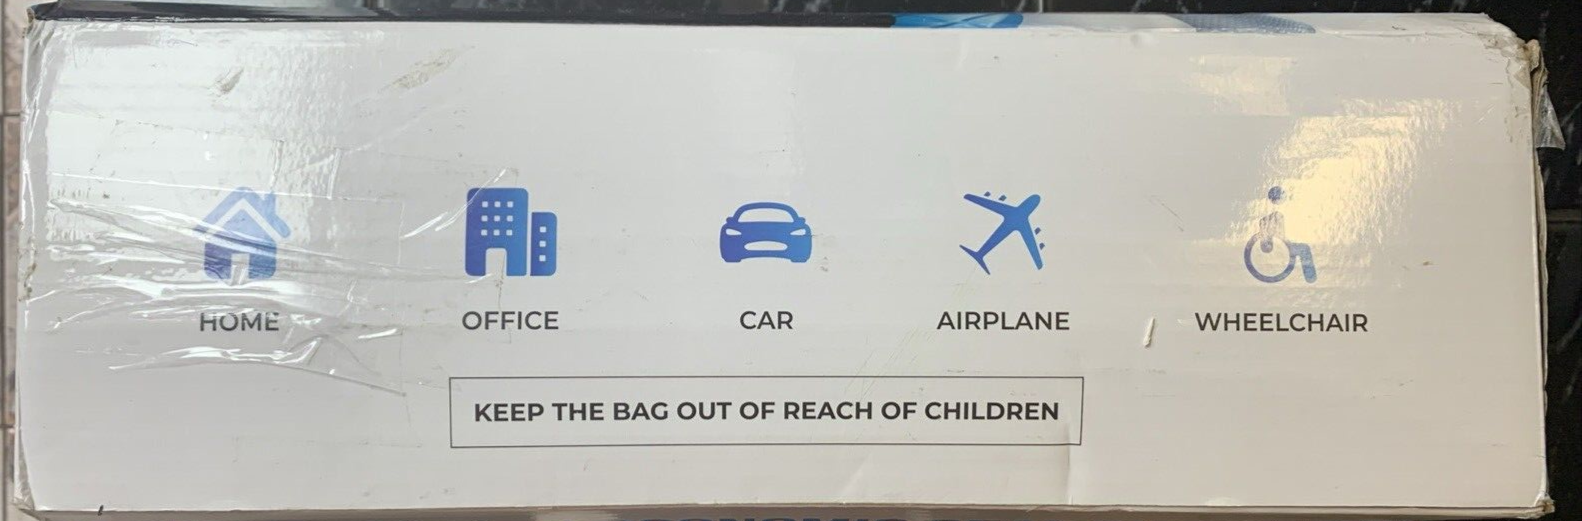 HOME OFFICE CAR AIRPLANE WHEELCHAIR
KEEP THE BAG OUT OF REACH OF CHILDREN